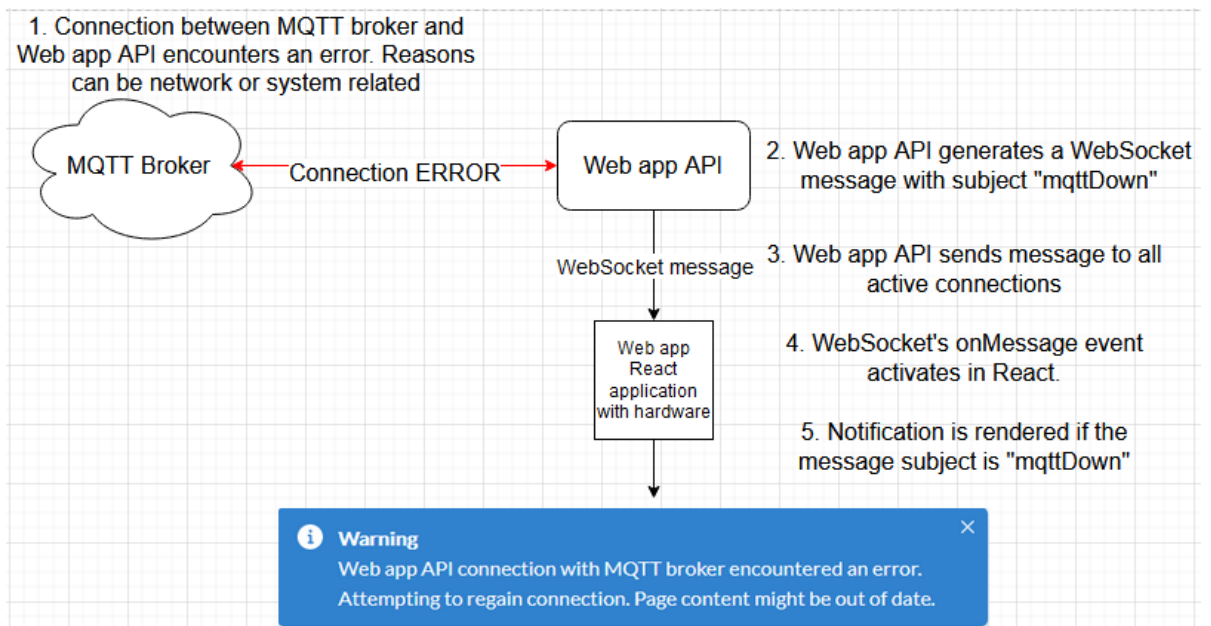 1. Connection between MQTT broker and
Web app API encounters an error. Reasons
can be network or system related
MQTT Broker
Connection ERROR
Web app API
2. Web app API generates a WebSocket
message with subject "mqttDown"
WebSocket message
3. Web app API sends message to all
active connections
Web app
React
application
with hardware
4. WebSocket's onMessage event
activates in React.
5. Notification is rendered if the
message subject is "mqttDown"
Warning
Web app API connection with MQTT broker encountered an error.
Attempting to regain connection. Page content might be out of date.